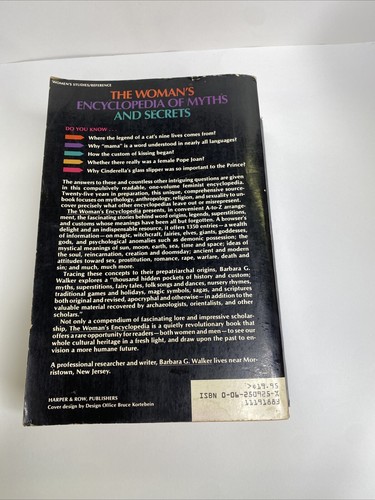 WOMEN'S STUDIES/REFERENCE
THE WOMAN'S
ENCYCLOPEDIA OF MYTHS
AND SECRETS
DO YOU KNOW . . .
Where the legend of a cat's nine lives comes from?
Why "mama" is a word understood in nearly all languages?
How the custom of kissing began?
Whether there really was a female Pope Joan?
Why Cinderella's glass slipper was so important to the Prince?
The answers to these and countless other intriguing questions are given
in this compulsively readable, one-volume feminist encyclopedia.
Twenty-five years in preparation, this unique, comprehensive source-
book focuses on mythology, anthropology, religion, and sexuality to un-
cover precisely what other encyclopedias leave out or misrepresent.
The Woman's Encyclopedia presents, in convenient A-to-Z arrange-
ment, the fascinating stories behind word origins, legends, superstitions,
and customs whose meanings have been all but forgotten. A browser's
delight and an indispensable resource, it offers 1350 entries—a wealth
of information—on magic, witchcraft, fairies, elves, giants, goddesses,
gods, and psychological anomalies such as demonic possession; the
mystical meanings of sun, moon, earth, sea, time and space; ideas of
the soul, reincarnation, creation and doomsday; ancient and modern
attitudes toward sex, prostitution, romance, rape, warfare, death and
sin; and much, much more.
Tracing these concepts to their prepatriarchal origins, Barbara G.
Walker explores a "thousand hidden pockets of history and custom;
myths, superstitions, fairy tales, folk songs and dances, nursery rhymes,
traditional games and holidays, magic symbols, sagas, and scriptures
both original and revised, apocryphal and otherwise—in addition to the
valuable material recovered by archaeologists, orientalists, and other
scholars."
Not only a compendium of fascinating lore and impressive scholar-
ship, The Woman's Encyclopedia is quietly revolutionary book that
offers a rare opportunity for readers—both women and men—to see our
whole cultural heritage in a fresh light, and draw upon the past to en-
vision a more humane future.
A professional researcher and writer, Barbara G. Walker lives near Mor-
ristown, New Jersey.
HARPER & ROW, PUBLISHERS
Cover design by Design Office Bruce Kortebein
>$19.95
ISBN 0-06-250925-X
11191883